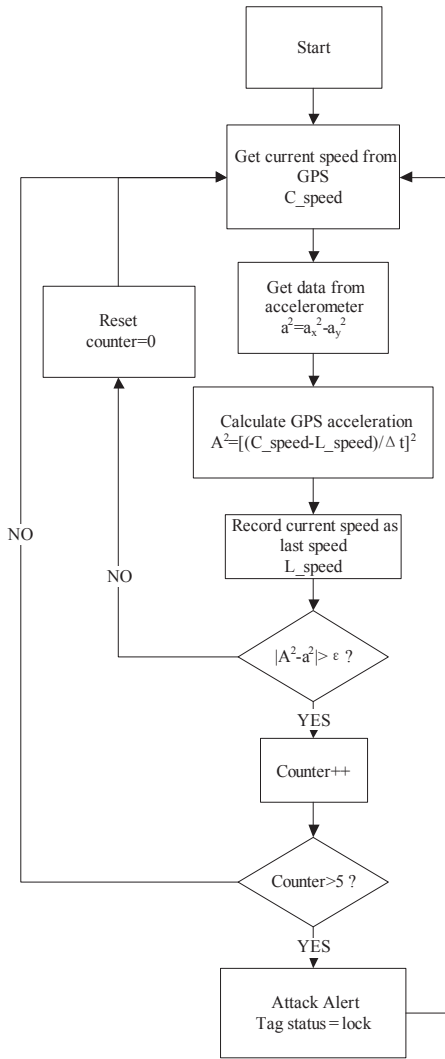 Start
Get current speed from
GPS
C_speed
Get data from
accelerometer
a²=aₓ²-a_y²
Reset
counter=0
Calculate GPS acceleration
A²=[(C_speed-L_speed)/Δt]²
Record current speed as
last speed
L_speed
NO
NO
|A²-a²|> ε ?
YES
Counter++
Counter>5 ?
YES
Attack Alert
Tag status=lock